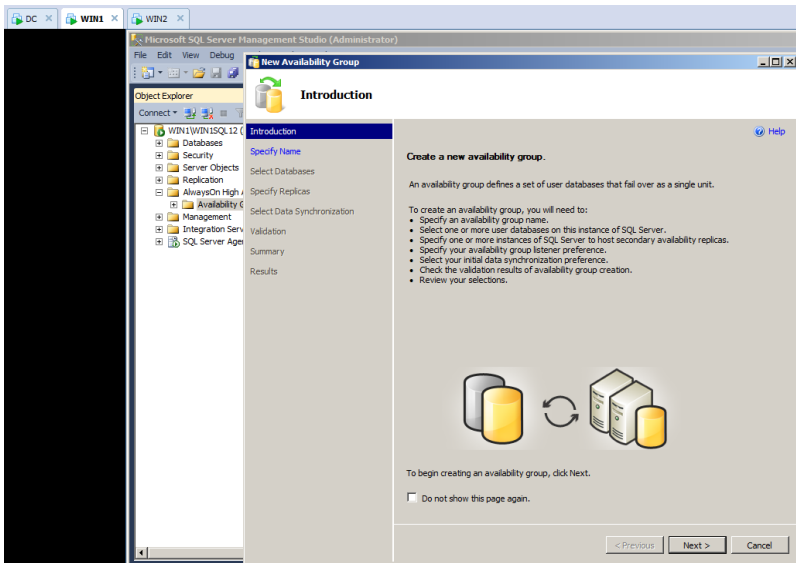 DC × WIN1 × WIN2 ×
Microsoft SQL Server Management Studio (Administrator)
File Edit View Debug
New Availability Group
Introduction
Object Explorer
Connect
WIN1\WIN1SQL12 (
Databases
Security
Server Objects
Replication
AlwaysOn High A
Availability G
Management
Integration Serv
SQL Server Ager
Introduction
Specify Name
Select Databases
Specify Replicas
Select Data Synchronization
Validation
Summary
Results
Help
Create a new availability group.
An availability group defines a set of user databases that fail over as a single unit.
To create an availability group, you will need to:
• Specify an availability group name.
• Select one or more user databases on this instance of SQL Server.
• Specify one or more instances of SQL Server to host secondary availability replicas.
• Specify your availability group listener preference.
• Select your initial data synchronization preference.
• Check the validation results of availability group creation.
• Review your selections.
To begin creating an availability group, click Next.
Do not show this page again.
< Previous Next > Cancel